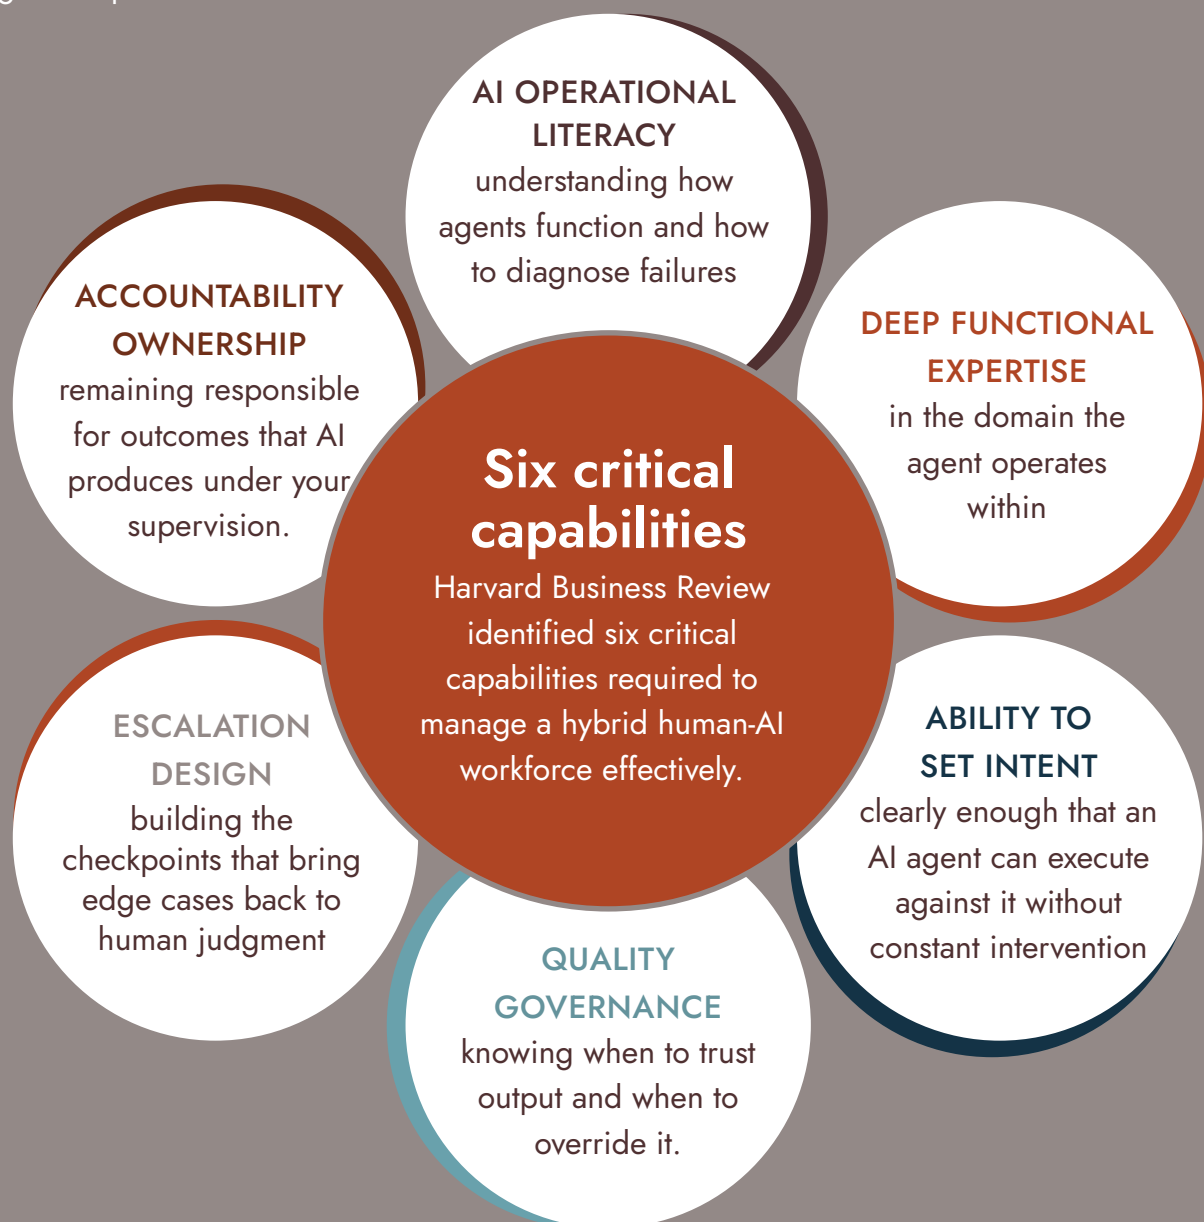 AI OPERATIONAL
LITERACY
understanding how
agents function and how
to diagnose failures
DEEP FUNCTIONAL
EXPERTISE
in the domain the
agent operates
within
ABILITY TO
SET INTENT
clearly enough that an
AI agent can execute
against it without
constant intervention
QUALITY
GOVERNANCE
knowing when to trust
output and when to
override it.
ESCALATION
DESIGN
building the
checkpoints that bring
edge cases back to
human judgment
ACCOUNTABILITY
OWNERSHIP
remaining responsible
for outcomes that AI
produces under your
supervision.
Six critical
capabilities
Harvard Business Review
identified six critical
capabilities required to
manage a hybrid human-AI
workforce effectively.